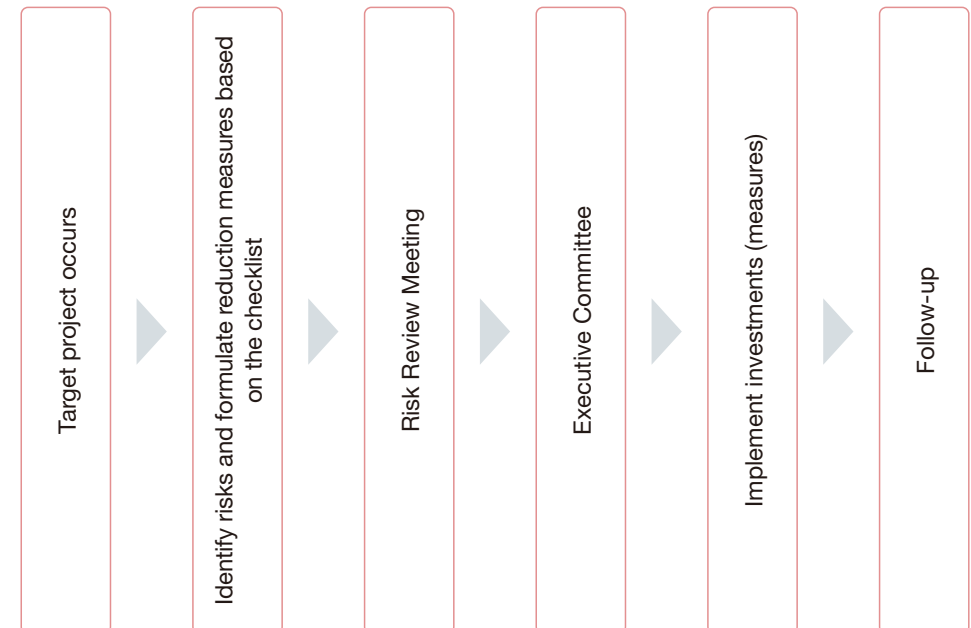 Target project occurs
Identify risks and formulate reduction measures based
on the checklist
Risk Review Meeting
Executive Committee
Implement investments (measures)
Follow-up